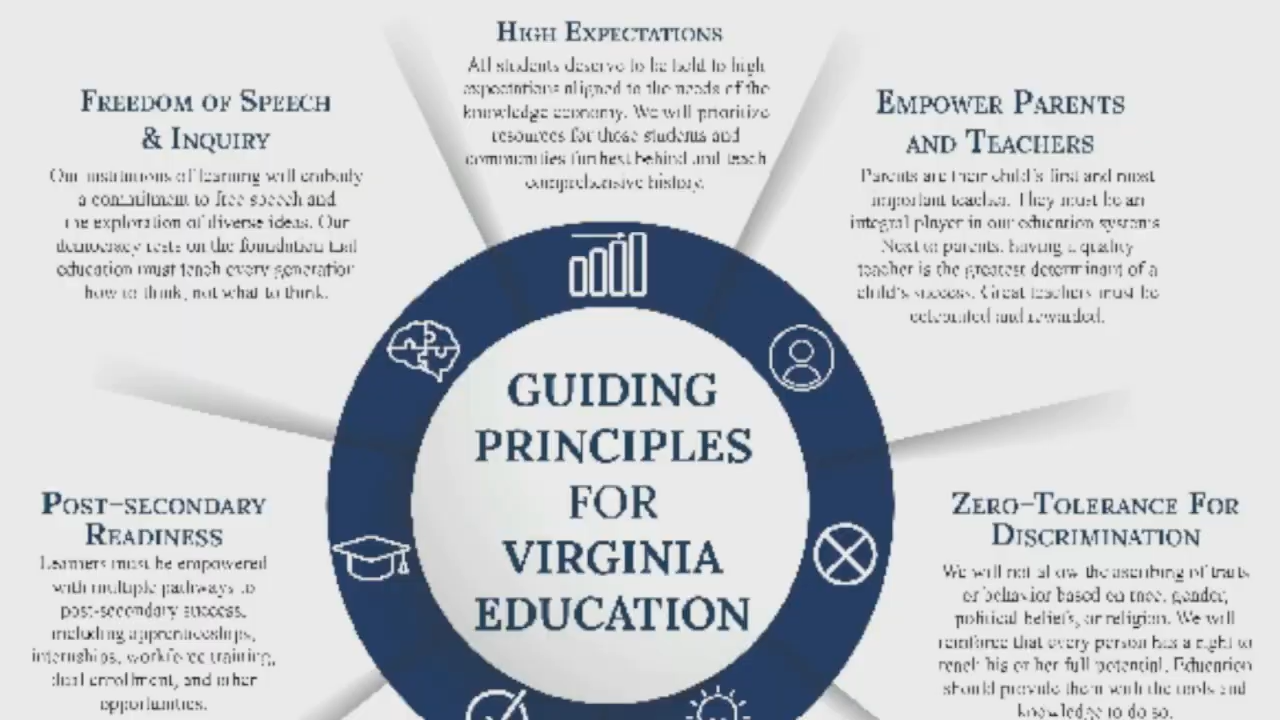 HIGH EXPECTATIONS
All students deserve to be held to high
expectations aligned to the needs of the
knowledge economy. We will prioritize
resources for those students and
communities furthest behind and teach
comprehensive history.
FREEDOM OF SPEECH
& INQUIRY
Our institutions of learning will embody
a commitment to free speech and
the exploration of diverse ideas. Our
democracy rests on the foundation that
education must teach every generation
how to think, not what to think.
EMPOWER PARENTS
AND TEACHERS
Parents are their child's first and most
important teacher. They must be an
integral player in our education systems
Next to parents, having a quality
teacher is the greatest determinant of a
child's success. Great teachers must be
celebrated and rewarded.
GUIDING
PRINCIPLES
FOR
VIRGINIA
EDUCATION
POST-SECONDARY
READINESS
Learners must be empowered
with multiple pathways to
post-secondary success,
including apprenticeships,
internships, workforce training,
dual enrollment, and other
opportunities.
ZERO-TOLERANCE FOR
DISCRIMINATION
We will not allow the ascribing of traits
or behavior based on race, gender,
political beliefs, or religion. We will
reinforce that every person has a right to
reach his or her full potential. Education
should provide them with the tools and
knowledge to do so.